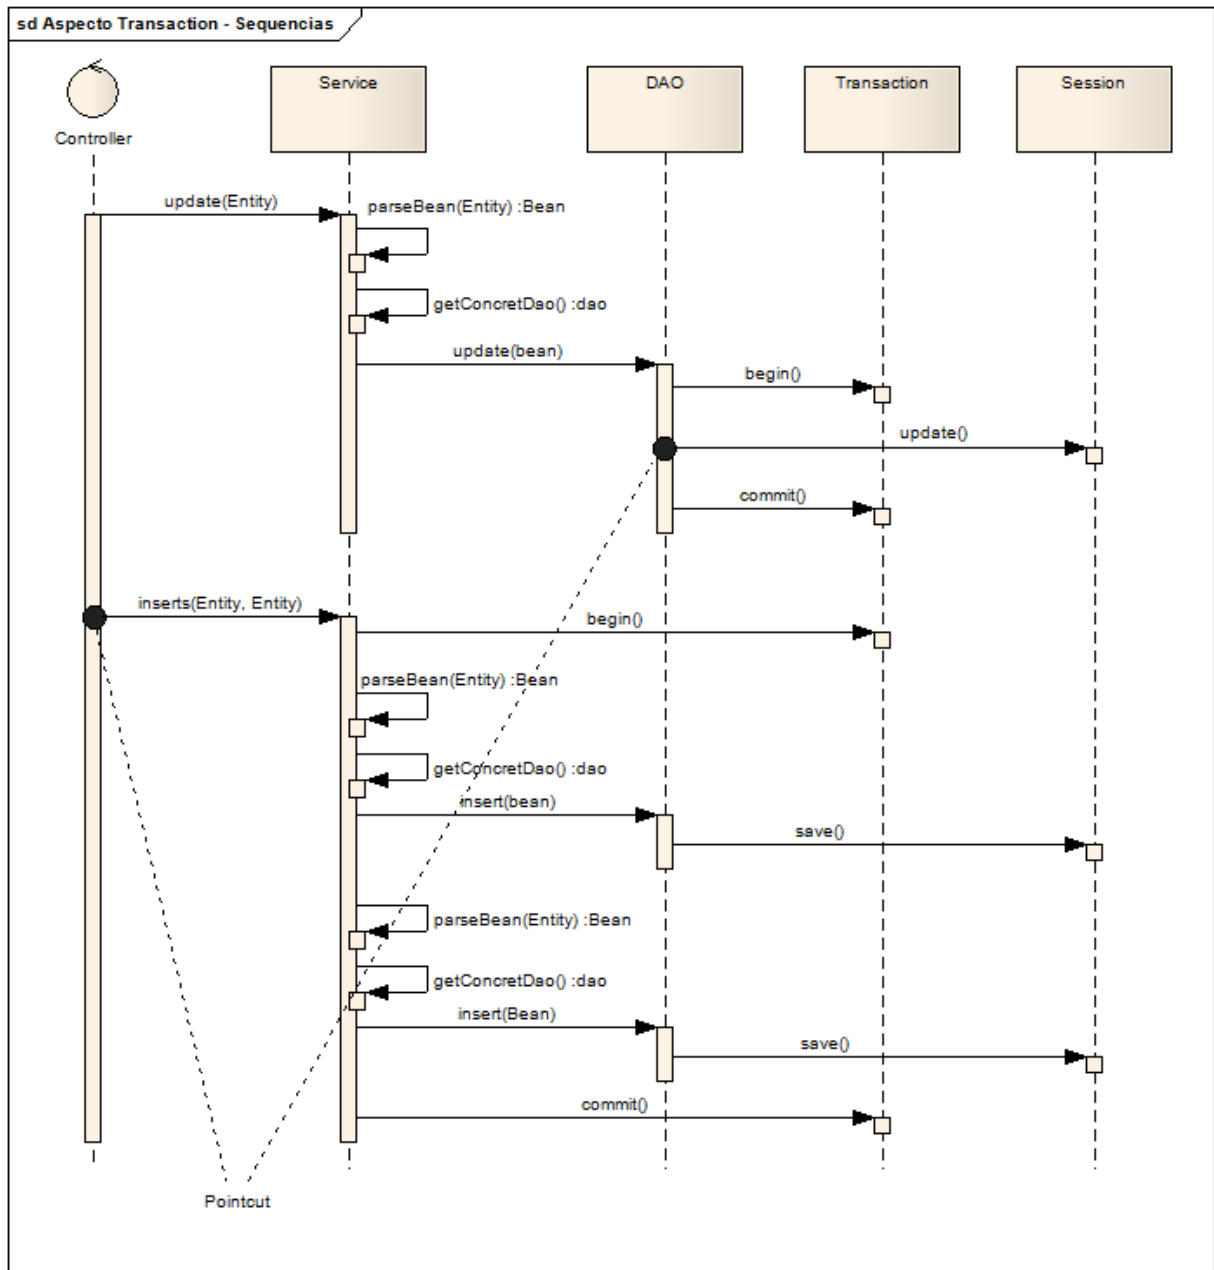 sd Aspecto Transaction - Sequencias
Controller
Service
DAO
Transaction
Session
update(Entity)
parseBean(Entity) :Bean
getConcretDao() :dao
update(bean)
begin()
update()
commit()
inserts(Entity, Entity)
begin()
parseBean(Entity) :Bean
getConcretDao() :dao
insert(bean)
save()
parseBean(Entity) :Bean
getConcretDao() :dao
insert(Bean)
save()
commit()
Pointcut